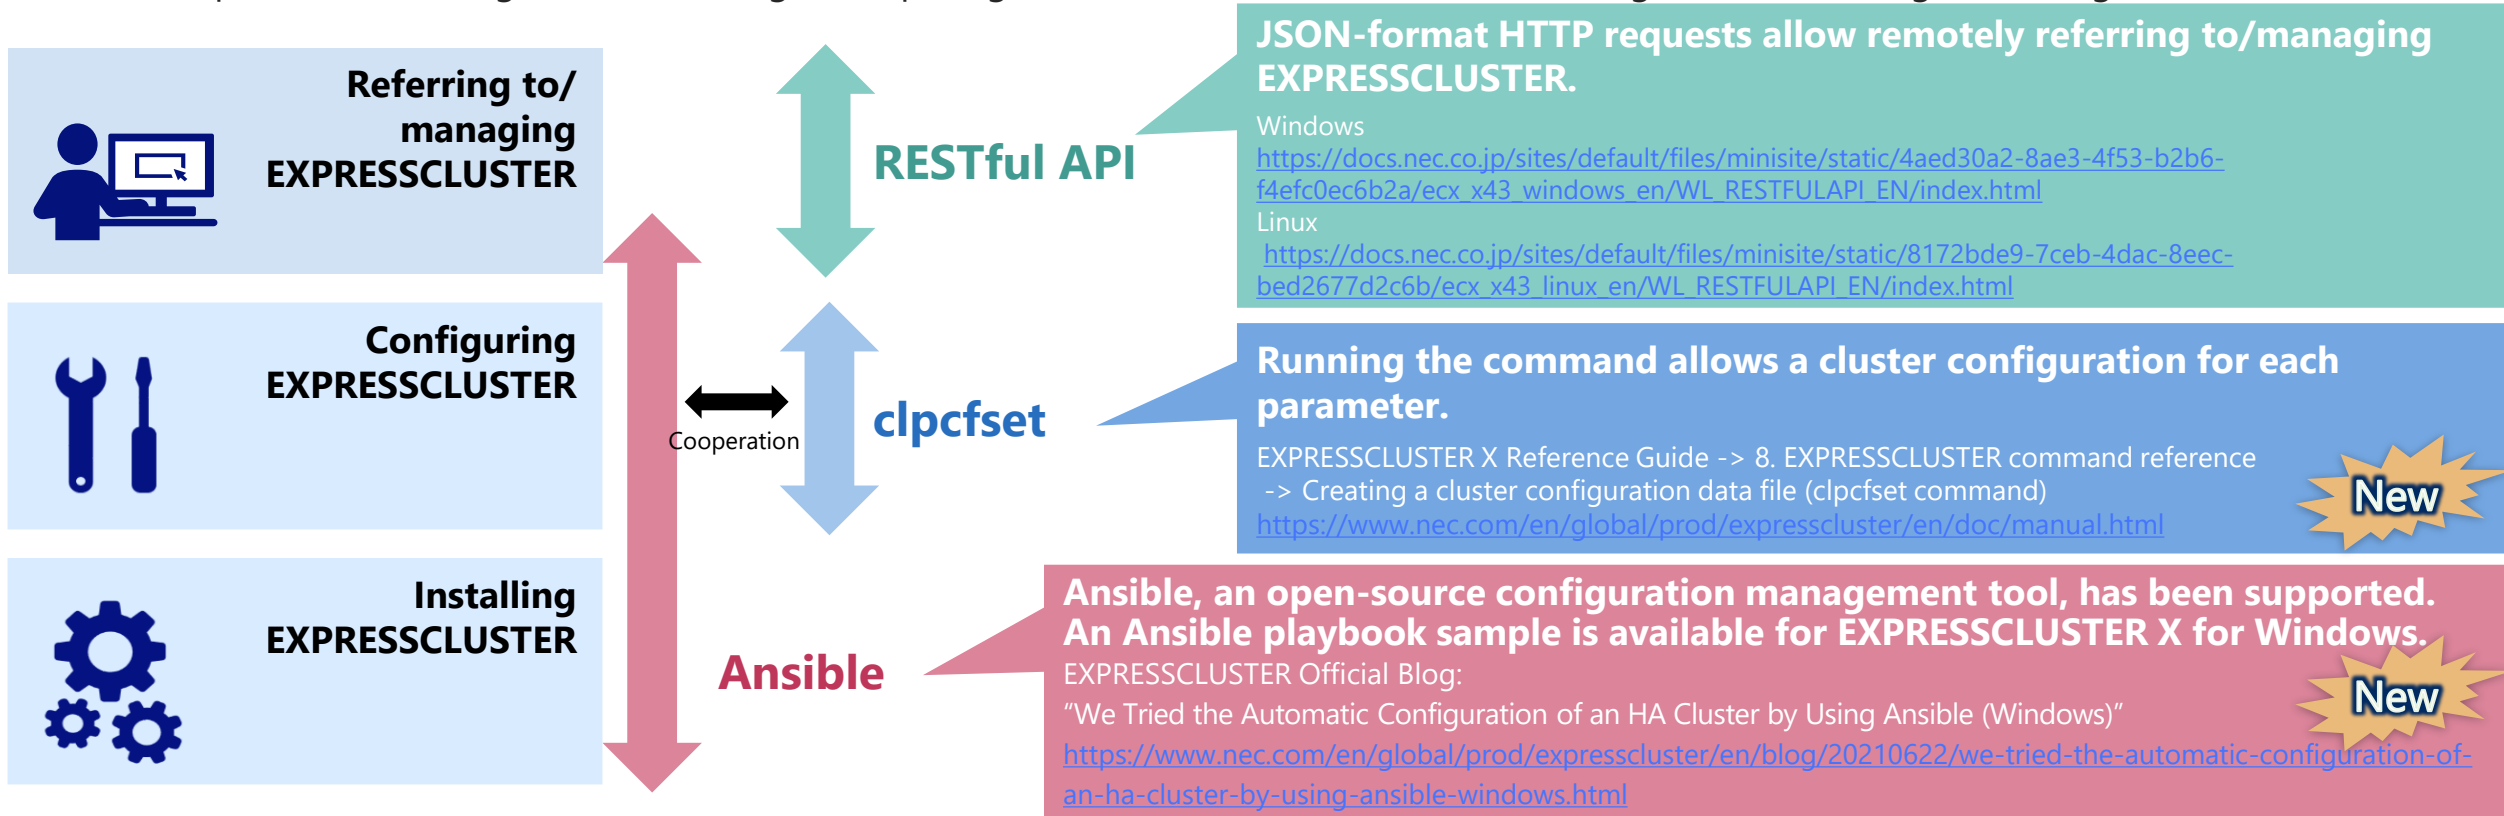 Referring to/
managing
EXPRESSCLUSTER
RESTful API
JSON-format HTTP requests allow remotely referring to/managing
EXPRESSCLUSTER.
Windows
https://docs.nec.co.jp/sites/default/files/minisite/static/4aed30a2-8ae3-4f53-b2b6-
f4efc0ec6b2a/ecx_x43_windows_en/WL_RESTFULAPI_EN/index.html
Linux
https://docs.nec.co.jp/sites/default/files/minisite/static/8172bde9-7ceb-4dac-8eec-
bed2677d2c6b/ecx_x43_linux_en/WL_RESTFULAPI_EN/index.html
Configuring
EXPRESSCLUSTER
Cooperation
clpcfset
Running the command allows a cluster configuration for each
parameter.
EXPRESSCLUSTER X Reference Guide -> 8. EXPRESSCLUSTER command reference
-> Creating a cluster configuration data file (clpcfset command)
https://www.nec.com/en/global/prod/expresscluster/en/doc/manual.html
New
Installing
EXPRESSCLUSTER
Ansible
Ansible, an open-source configuration management tool, has been supported.
An Ansible playbook sample is available for EXPRESSCLUSTER X for Windows.
EXPRESSCLUSTER Official Blog:
“We Tried the Automatic Configuration of an HA Cluster by Using Ansible (Windows)”
https://www.nec.com/en/global/prod/expresscluster/en/blog/20210622/we-tried-the-automatic-configuration-of-
an-ha-cluster-by-using-ansible-windows.html
New